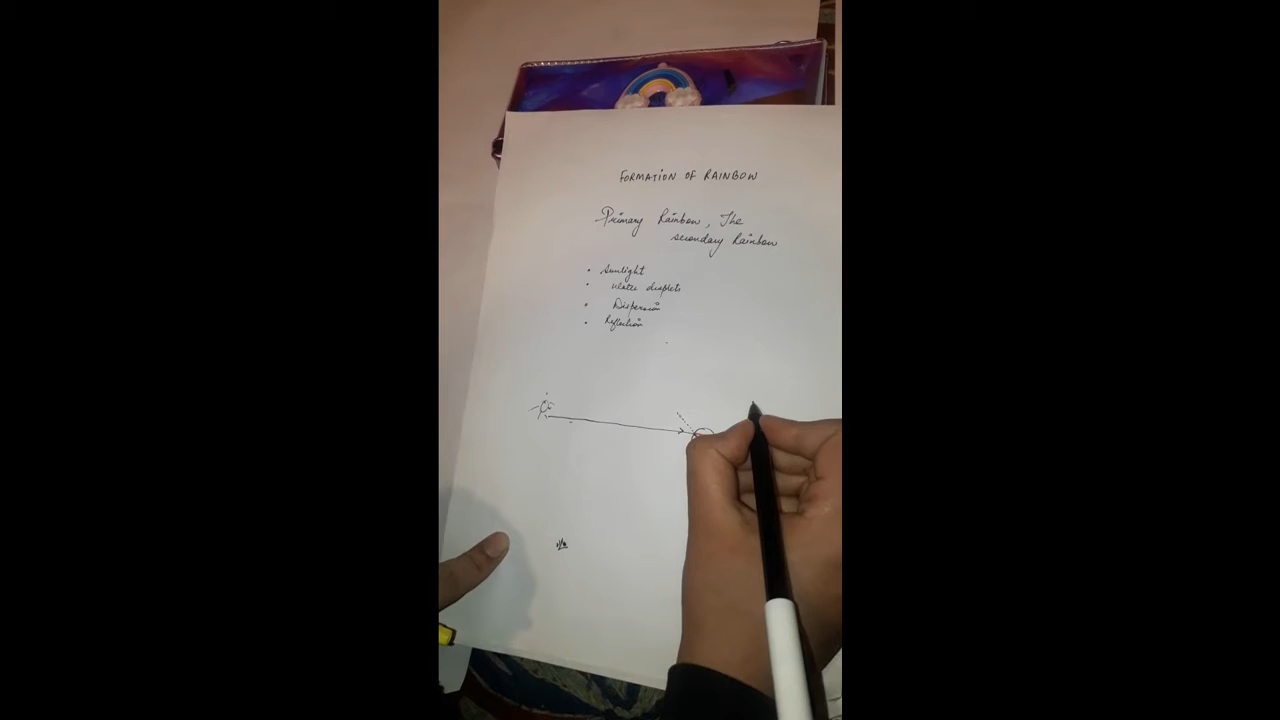 FORMATION OF RAINBOW
Primary Rainbow, The
secondary Rainbow
• Sunlight
• Water droplets
• Dispersion
• Reflection